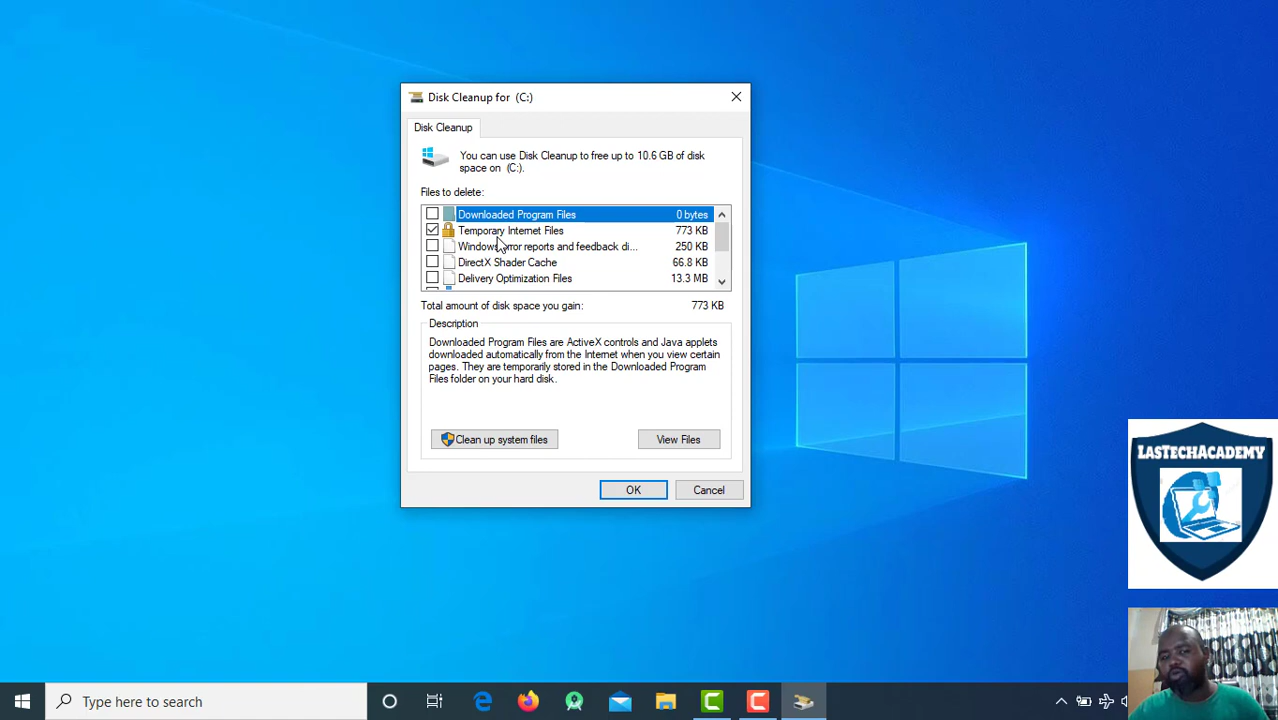 Disk Cleanup for (C:)
Disk Cleanup
You can use Disk Cleanup to free up to 10.6 GB of disk
space on (C:).
Files to delete:
Downloaded Program Files 0 bytes
Temporary Internet Files 773 KB
Windows error reports and feedback di... 250 KB
DirectX Shader Cache 66.8 KB
Delivery Optimization Files 13.3 MB
Total amount of disk space you gain: 773 KB
Description
Downloaded Program Files are ActiveX controls and Java applets
downloaded automatically from the Internet when you view certain
pages. They are temporarily stored in the Downloaded Program
Files folder on your hard disk.
Clean up system files
View Files
OK
Cancel
LasTechAcademy
Type here to search